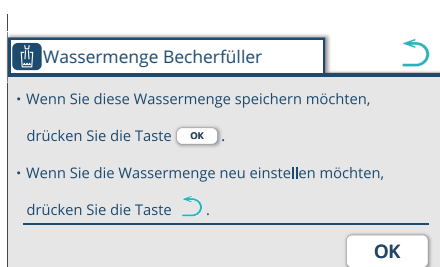 Wassermenge Becherfüller
· Wenn Sie diese Wassermenge speichern möchten,
drücken Sie die Taste OK .
· Wenn Sie die Wassermenge neu einstellen möchten,
drücken Sie die Taste .
OK